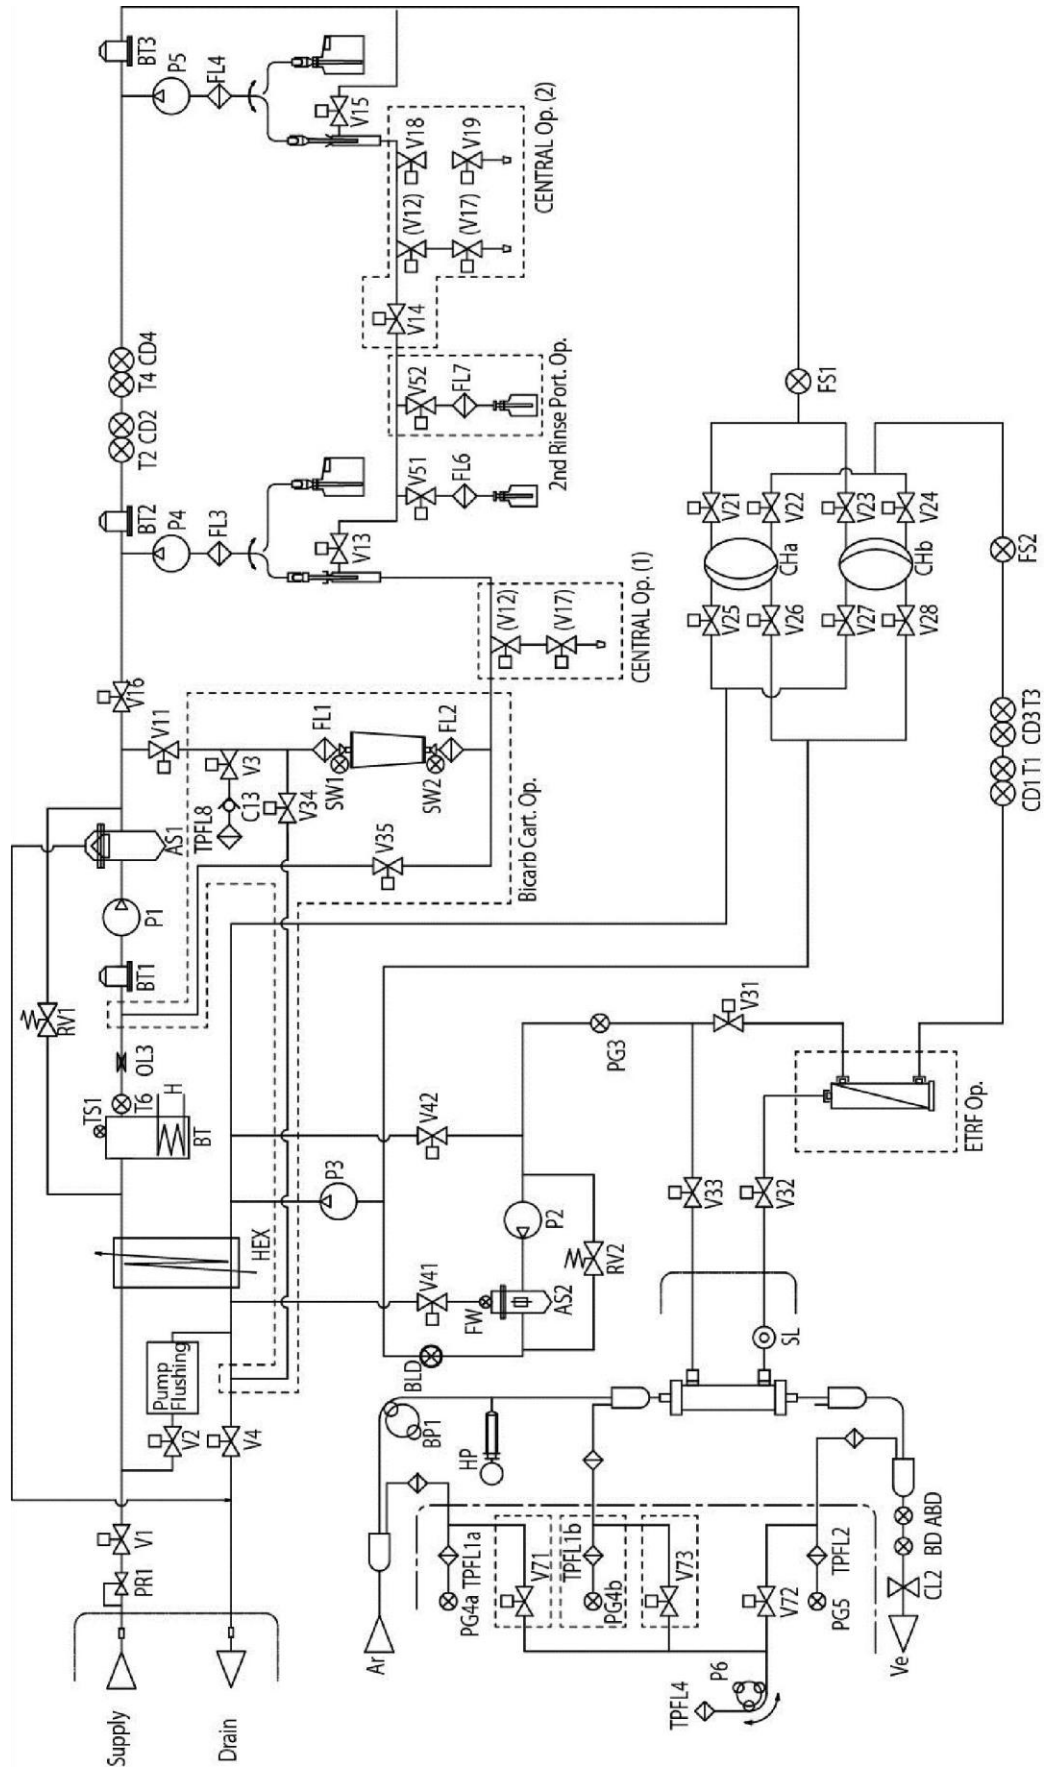 Supply
Drain
PR1
V1
V2
V4
Pump
Flushing
HEX
RV1
TS1
T6
H
BT
OL3
BT1
P1
AS1
V16
V11
V3
TPFL8
C13
V34
V35
FL1
SW1
SW2
FL2
Bicarb Cart. Op.
BT2
P4
FL3
V13
(V12)
(V17)
CENTRAL Op. (1)
T2 CD2
T4 CD4
V51
FL6
V52
FL7
2nd Rinse Port. Op.
V14
(V12)
(V17)
V18
V19
CENTRAL Op. (2)
BT3
P5
FL4
V15
P3
V41
V42
FW
AS2
P2
RV2
BLD
PG3
V31
V33
V32
ETRF Op.
SL
V25
V26
V27
V28
CHa
CHb
V21
V22
V23
V24
FS1
FS2
CD1 T1
CD3 T3
Ar
BP1
HP
PG4a
TPFL1a
V71
PG4b
TPFL1b
V73
V72
PG5
TPFL2
TPFL4
P6
BD ABD
CL2
Ve